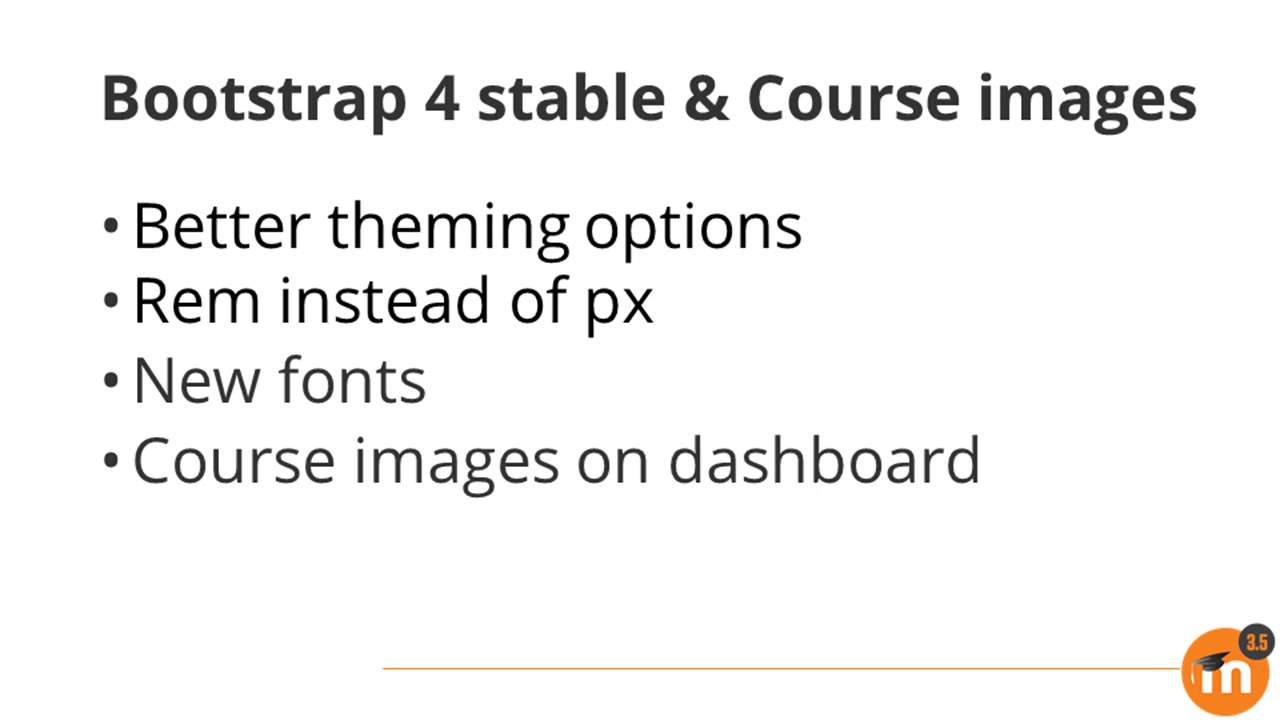 Bootstrap 4 stable & Course images
• Better theming options
• Rem instead of px
• New fonts
• Course images on dashboard
3.5
m